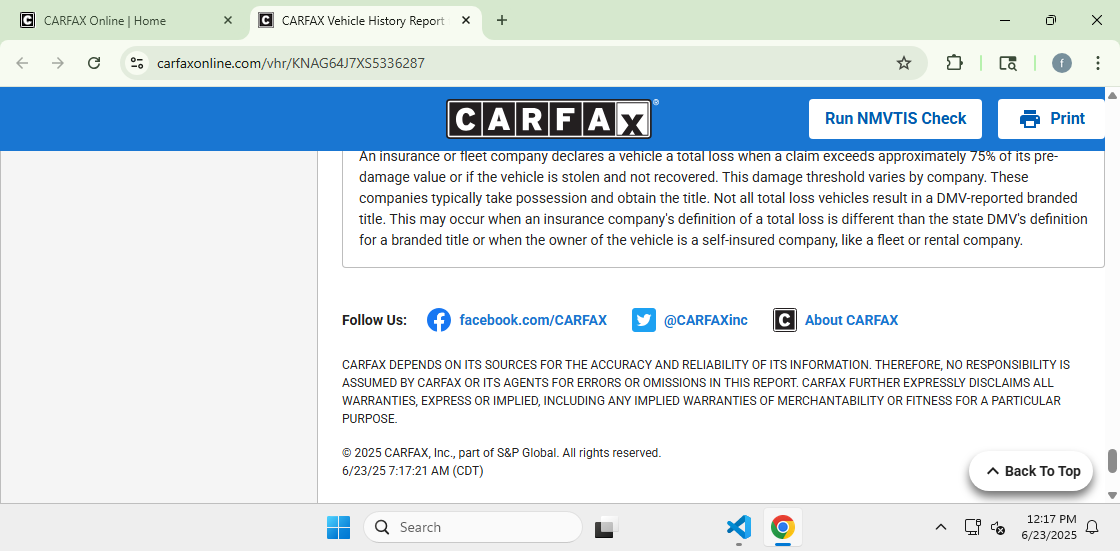 CARFAX Online | Home
CARFAX Vehicle History Report
carfaxonline.com/vhr/KNAG64J7XS5336287
f
CARFAX®
Run NMVTIS Check
Print
An insurance or fleet company declares a vehicle a total loss when a claim exceeds approximately 75% of its pre-
damage value or if the vehicle is stolen and not recovered. This damage threshold varies by company. These
companies typically take possession and obtain the title. Not all total loss vehicles result in a DMV-reported branded
title. This may occur when an insurance company's definition of a total loss is different than the state DMV's definition
for a branded title or when the owner of the vehicle is a self-insured company, like a fleet or rental company.
Follow Us:
facebook.com/CARFAX
@CARFAXinc
About CARFAX
CARFAX DEPENDS ON ITS SOURCES FOR THE ACCURACY AND RELIABILITY OF ITS INFORMATION. THEREFORE, NO RESPONSIBILITY IS
ASSUMED BY CARFAX OR ITS AGENTS FOR ERRORS OR OMISSIONS IN THIS REPORT. CARFAX FURTHER EXPRESSLY DISCLAIMS ALL
WARRANTIES, EXPRESS OR IMPLIED, INCLUDING ANY IMPLIED WARRANTIES OF MERCHANTABILITY OR FITNESS FOR A PARTICULAR
PURPOSE.
© 2025 CARFAX, Inc., part of S&P Global. All rights reserved.
6/23/25 7:17:21 AM (CDT)
Back To Top
Search
12:17 PM
6/23/2025